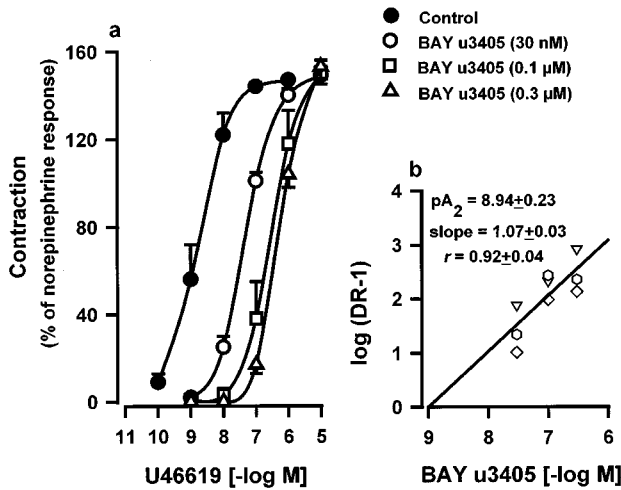 Control
BAY u3405 (30 nM)
BAY u3405 (0.1 µM)
BAY u3405 (0.3 µM)
a
160
120
80
40
0
Contraction
(% of norepinephrine response)
11 10 9 8 7 6 5
U46619 [-log M]
b
pA2 = 8.94±0.23
slope = 1.07±0.03
r = 0.92±0.04
4
3
2
1
0
log (DR-1)
9 8 7 6
BAY u3405 [-log M]